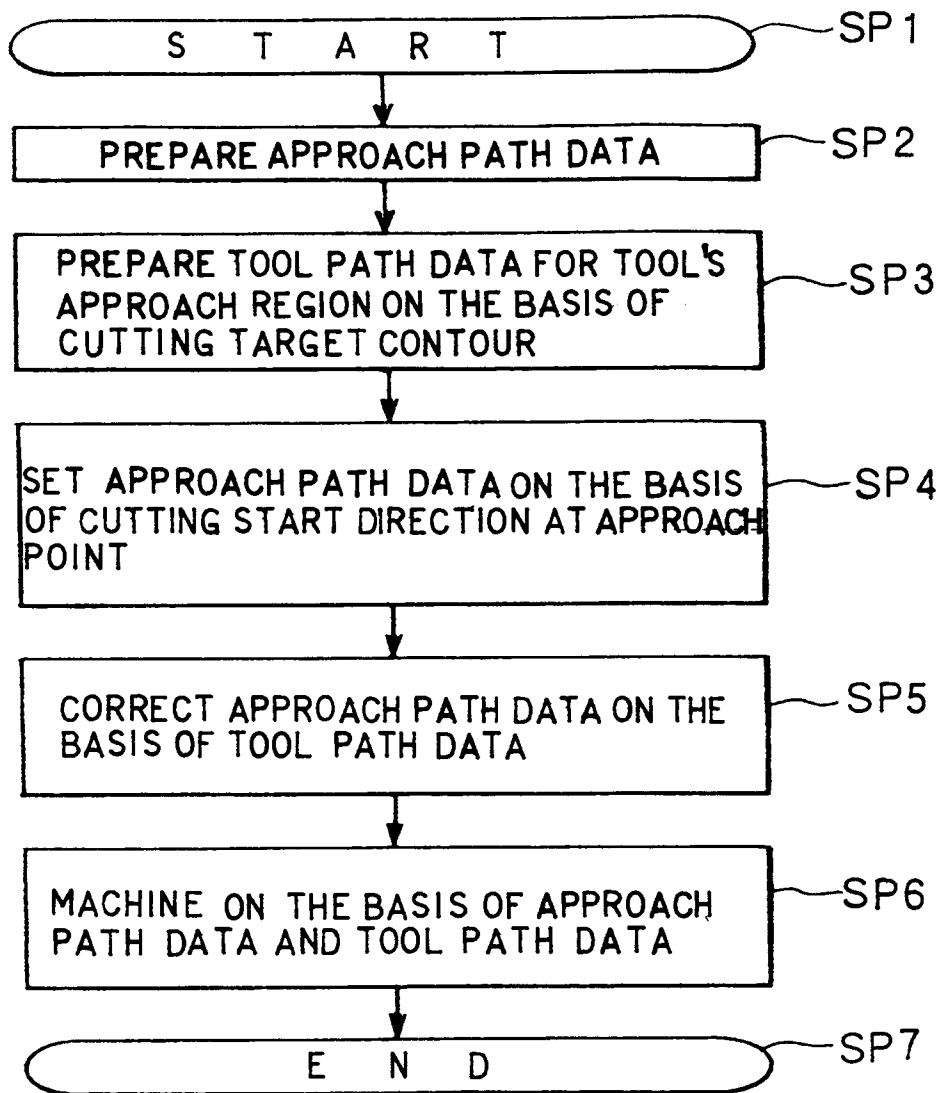 START
SP1
PREPARE APPROACH PATH DATA
SP2
PREPARE TOOL PATH DATA FOR TOOL'S
APPROACH REGION ON THE BASIS OF
CUTTING TARGET CONTOUR
SP3
SET APPROACH PATH DATA ON THE BASIS
OF CUTTING START DIRECTION AT APPROACH
POINT
SP4
CORRECT APPROACH PATH DATA ON THE
BASIS OF TOOL PATH DATA
SP5
MACHINE ON THE BASIS OF APPROACH
PATH DATA AND TOOL PATH DATA
SP6
END
SP7